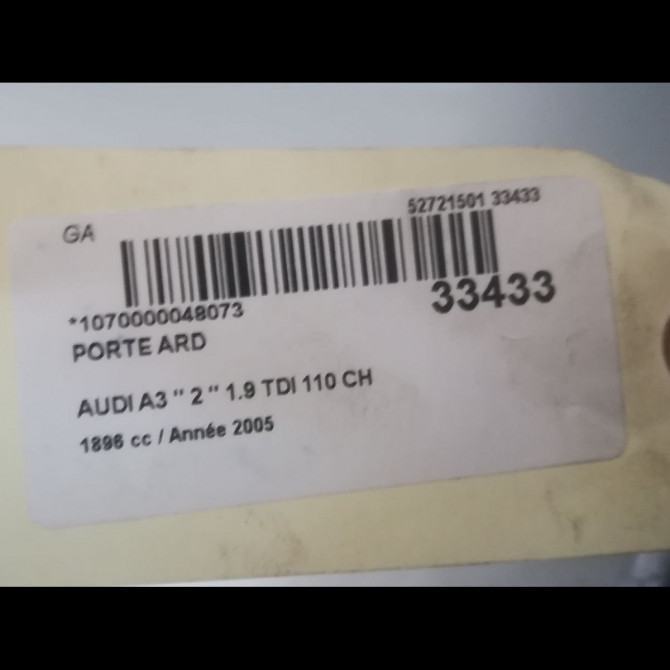 GA
52721501 33433
*1070000048073
33433
PORTE ARD
AUDI A3 " 2 " 1.9 TDI 110 CH
1896 cc / Année 2005